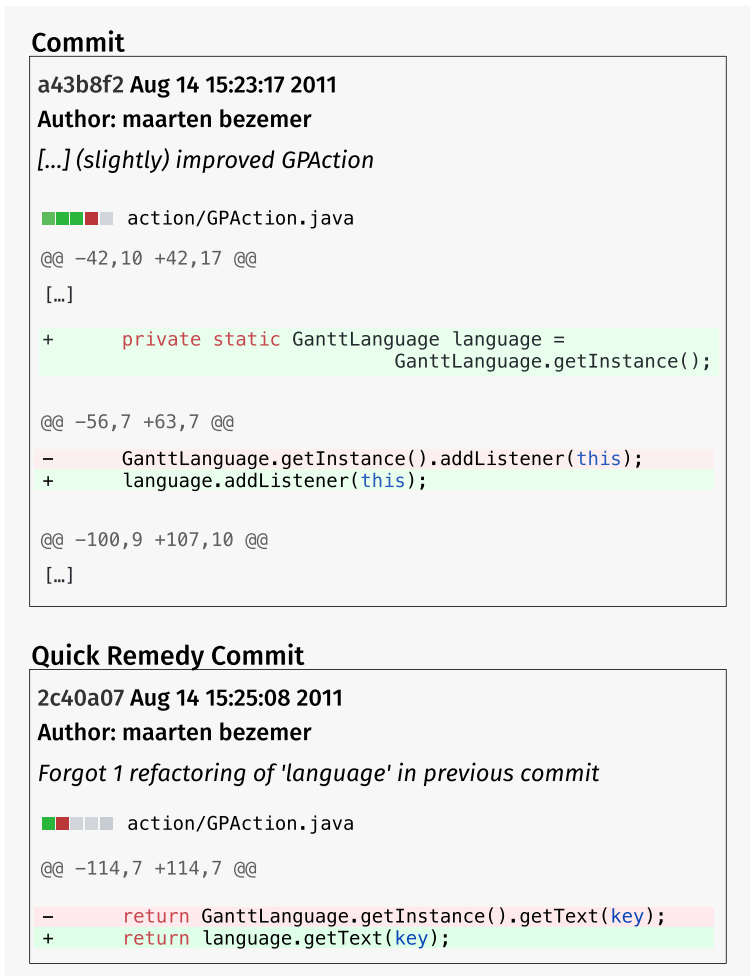 Commit
a43b8f2 Aug 14 15:23:17 2011
Author: maarten bezemer
[...] (slightly) improved GPAction
action/GPAction.java
@@ −42,10 +42,17 @@
[…]
+ private static GanttLanguage language =
GanttLanguage.getInstance();
@@ −56,7 +63,7 @@
− GanttLanguage.getInstance().addListener(this);
+ language.addListener(this);
@@ −100,9 +107,10 @@
[…]
Quick Remedy Commit
2c40a07 Aug 14 15:25:08 2011
Author: maarten bezemer
Forgot 1 refactoring of 'language' in previous commit
action/GPAction.java
@@ −114,7 +114,7 @@
− return GanttLanguage.getInstance().getText(key);
+ return language.getText(key);